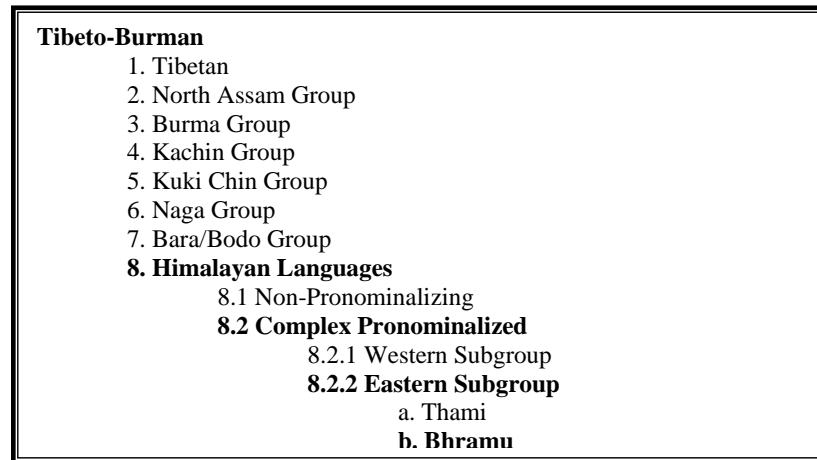 Tibeto-Burman
1. Tibetan
2. North Assam Group
3. Burma Group
4. Kachin Group
5. Kuki Chin Group
6. Naga Group
7. Bara/Bodo Group
8. Himalayan Languages
8.1 Non-Pronominalizing
8.2 Complex Pronominalized
8.2.1 Western Subgroup
8.2.2 Eastern Subgroup
a. Thami
b. Bhramu